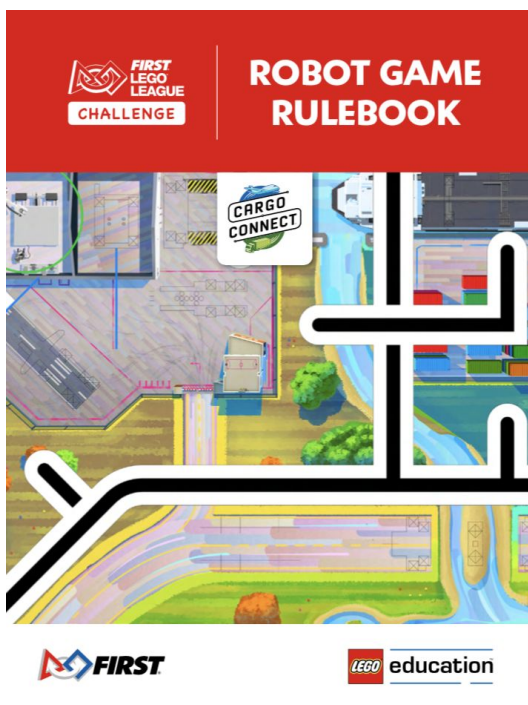 FIRST
LEGO
LEAGUE
CHALLENGE
ROBOT GAME
RULEBOOK
CARGO
CONNECT
FIRST
LEGO education